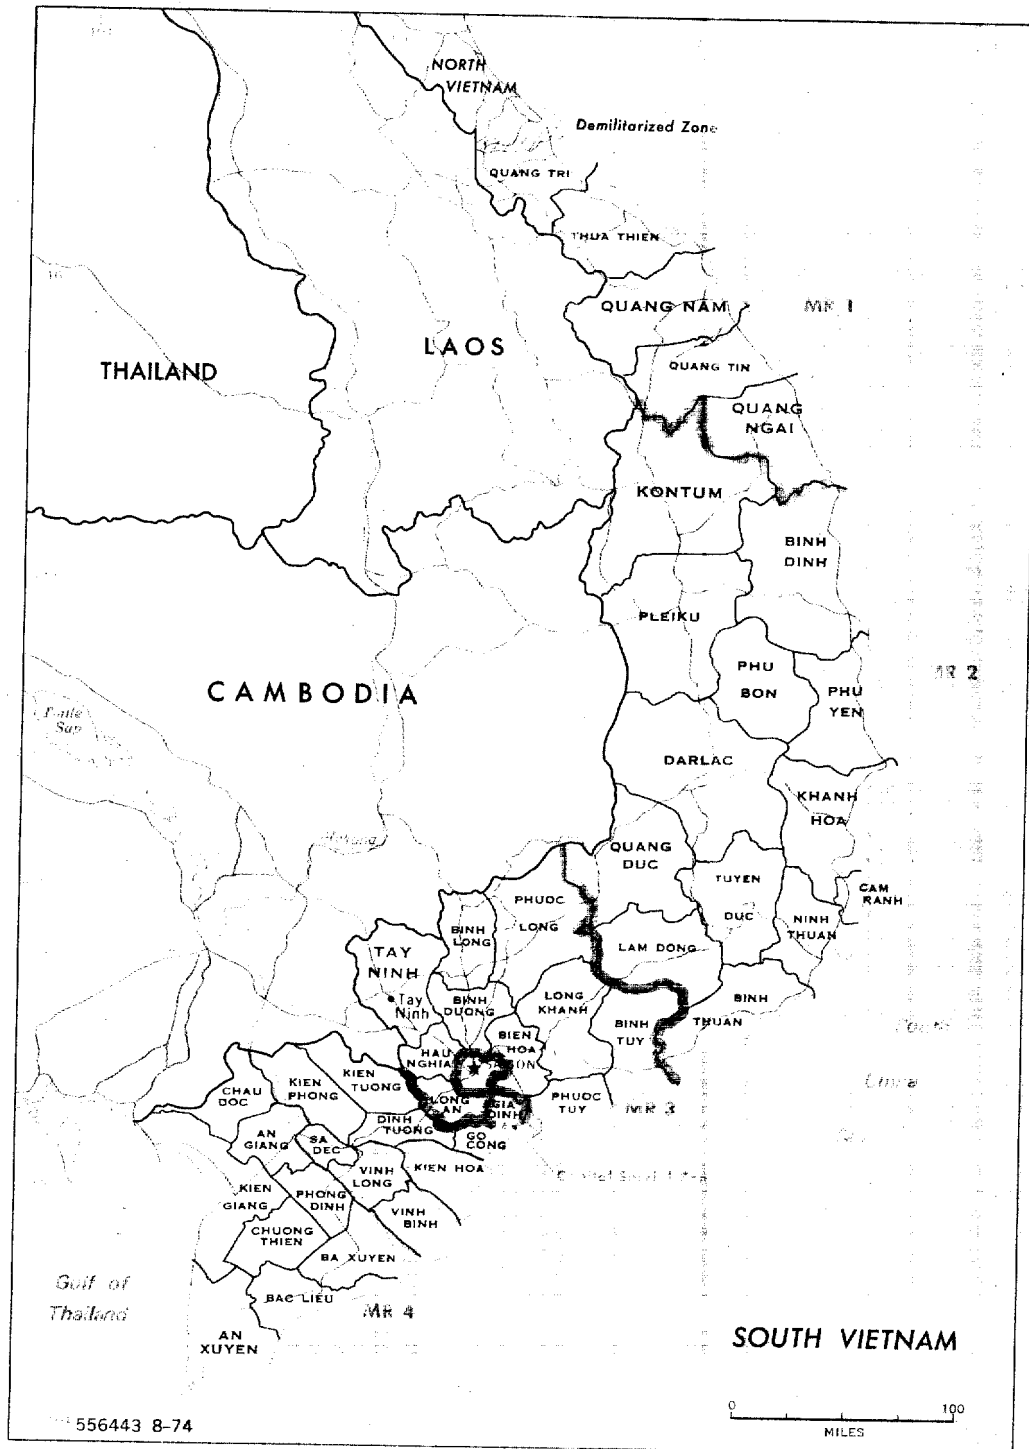 NORTH
VIETNAM
Demilitarized Zone
QUANG TRI
THUA THIEN
16
QUANG NAM
MR 1
LAOS
THAILAND
QUANG TIN
QUANG
NGAI
KONTUM
BINH
DINH
PLEIKU
CAMBODIA
PHU
BON
MR 2
PHU
YEN
Sap
DARLAC
KHANH
HOA
QUANG
DUC
TUYEN
DUC
CAM
RANH
NINH
THUAN
PHUOC
LONG
BINH
LONG
LAM DONG
TAY
NINH
Tay
Ninh
BINH
DUONG
LONG
KHANH
BINH
THUAN
BINH
TUY
BIEN
HOA
HAU
NGHIA
KIEN
TUONG
KIEN
PHONG
CHAU
DOC
LONG
AN
GIA
DINH
PHUOC
TUY
MR 3
China
DINH
TUONG
GO
CONG
AN
GIANG
SA
DEC
VINH
LONG
KIEN HOA
KIEN
GIANG
PHONG
DINH
VINH
BINH
CHUONG
THIEN
BA XUYEN
BAC LIEU
MR 4
Gulf of
Thailand
AN
XUYEN
SOUTH VIETNAM
0 100
MILES
556443 8-74